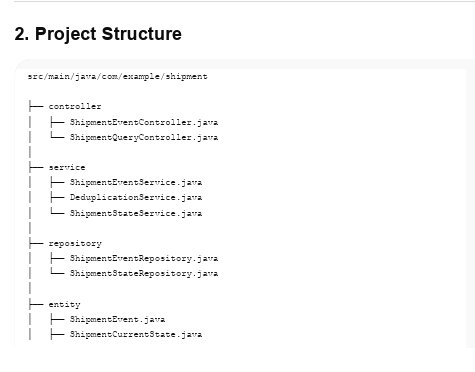 2. Project Structure
src/main/java/com/example/shipment
├── controller
│   ├── ShipmentEventController.java
│   └── ShipmentQueryController.java
│
├── service
│   ├── ShipmentEventService.java
│   ├── DeduplicationService.java
│   └── ShipmentStateService.java
│
├── repository
│   ├── ShipmentEventRepository.java
│   └── ShipmentStateRepository.java
│
├── entity
│   ├── ShipmentEvent.java
│   ├── ShipmentCurrentState.java